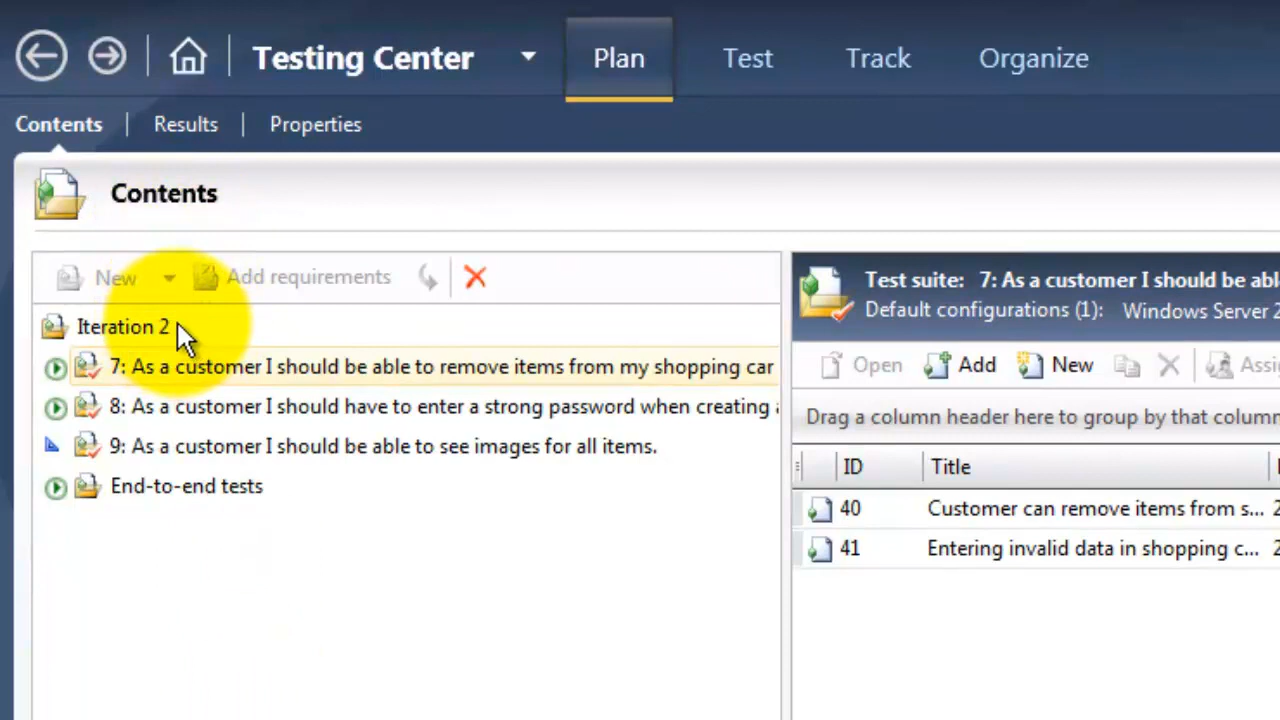 Testing Center Plan Test Track Organize
Contents Results Properties
Contents
New Add requirements
Iteration 2
7: As a customer I should be able to remove items from my shopping car
8: As a customer I should have to enter a strong password when creating
9: As a customer I should be able to see images for all items.
End-to-end tests
Test suite: 7: As a customer I should be abl
Default configurations (1): Windows Server 2
Open Add New Assig
Drag a column header here to group by that column
ID Title
40 Customer can remove items from s... 2
41 Entering invalid data in shopping c... 2